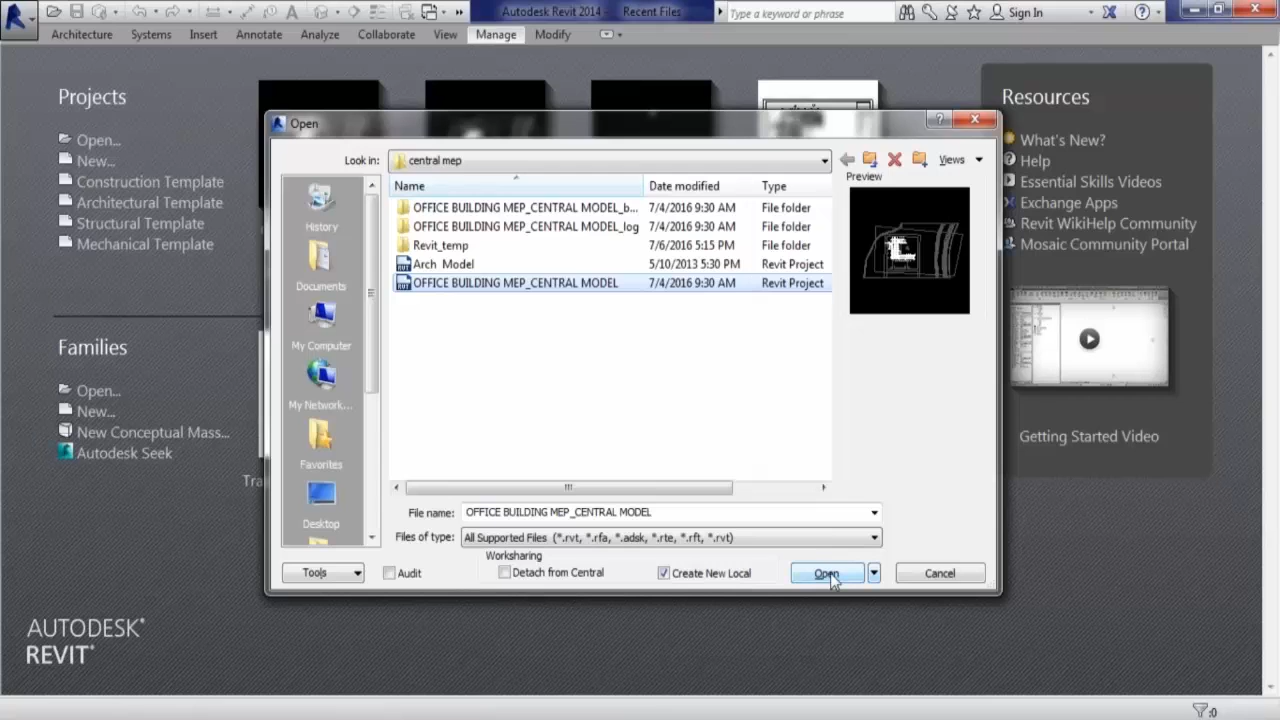 Autodesk Revit 2014 - Recent Files
Type a keyword or phrase
Sign In
Architecture Systems Insert Annotate Analyze Collaborate View Manage Modify
Projects
Open...
New...
Construction Template
Architectural Template
Structural Template
Mechanical Template
Families
Open...
New...
New Conceptual Mass...
Autodesk Seek
Tra
AUTODESK®
REVIT®
Open
Look in: central mep
Views
History
Documents
My Computer
My Network...
Favorites
Desktop
Name Date modified Type
OFFICE BUILDING MEP_CENTRAL MODEL_b... 7/4/2016 9:30 AM File folder
OFFICE BUILDING MEP_CENTRAL MODEL_log 7/4/2016 9:30 AM File folder
Revit_temp 7/6/2016 5:15 PM File folder
Arch Model 5/10/2013 5:30 PM Revit Project
OFFICE BUILDING MEP_CENTRAL MODEL 7/4/2016 9:30 AM Revit Project
Preview
File name: OFFICE BUILDING MEP_CENTRAL MODEL
Files of type: All Supported Files (*.rvt, *.rfa, *.adsk, *.rte, *.rft, *.rvt)
Worksharing
Tools Audit Detach from Central Create New Local Open Cancel
Resources
What's New?
Help
Essential Skills Videos
Exchange Apps
Revit WikiHelp Community
Mosaic Community Portal
Getting Started Video
:0